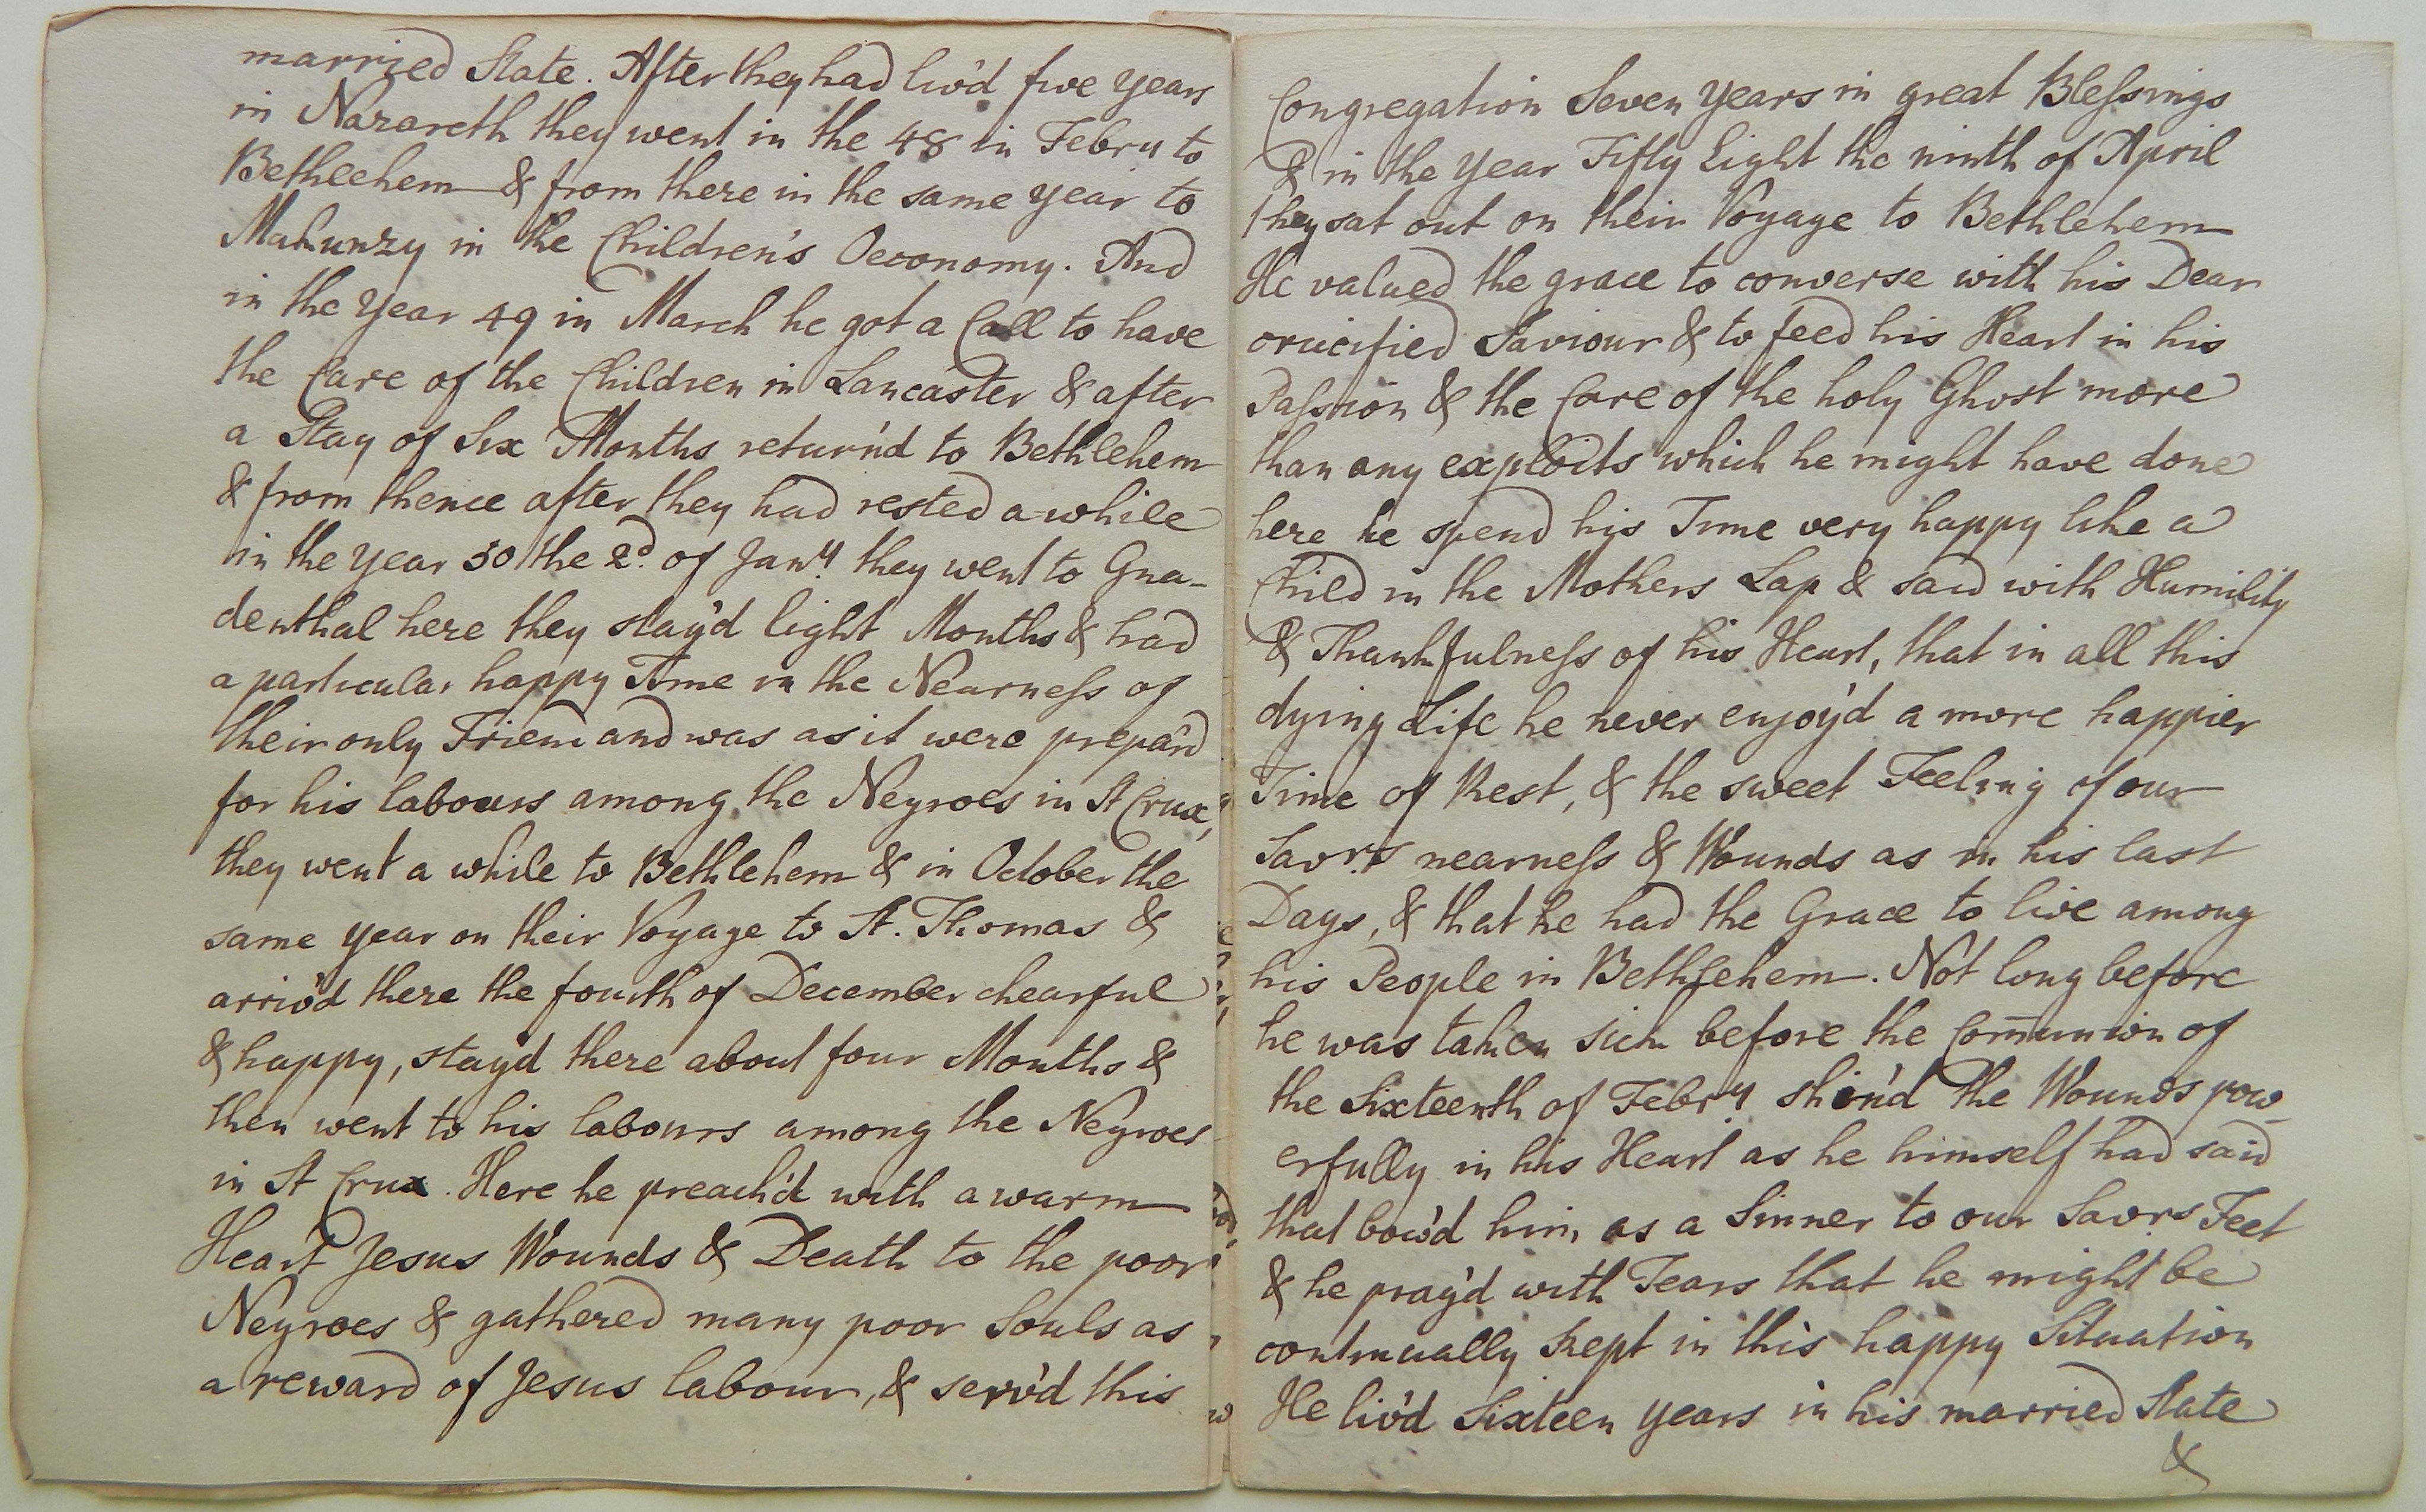 married State. After they had liv'd five years
in Nazareth they went in the 48 in Febry to
Bethlehem & from there in the same year to
Makunzy in the Children's Oeconomy. And
in the Year 49 in March he got a Call to have
the Care of the Children in Lancaster & after
a Stay of Six Months return'd to Bethlehem
& from thence after they had rested a while
in the Year 50 the 2d. of Jany. they went to Gna-
denthal here they stay'd Eight Months & had
a particular happy Time in the Nearness of
their only Friend and was as it were prepar'd
for his labours among the Negroes in St Crux,
they went a while to Bethlehem & in October the
same year on their Voyage to St. Thomas &
arriv'd there the fourth of December chearful
& happy, stay'd there about four Months &
then went to his labours among the Negroes
in St Crux. Here he preach'd with a warm
Heart Jesus Wounds & Death to the poor
Negroes & gathered many poor Souls as
a reward of Jesus labour, & serv'd this
Congregation Seven Years in great Blessings
& in the Year Fifty Eight the ninth of April
they sat out on their Voyage to Bethlehem
He valued the grace to converse with his Dear
crucified Saviour & to feed his Heart in his
Passion & the Care of the holy Ghost more
than any exploits which he might have done
here he spend his Time very happy like a
Child in the Mothers Lap & said with Humility
& Thankfulness of his Heart, that in all this
dying Life he never enjoy'd a more happier
Time of Rest, & the sweet Feeling of our
Savrs nearness & Wounds as in his last
Days, & that he had the Grace to live among
his People in Bethlehem. Not long before
he was taken sick before the Com̄union of
the Sixteenth of Febry. shin'd the Wounds pow-
erfully in his Heart as he himself had said
that bow'd him as a Sinner to our Savrs Feet
& he pray'd with Tears that he might be
continually kept in this happy Situation
He liv'd Sixteen Years in his married State
&